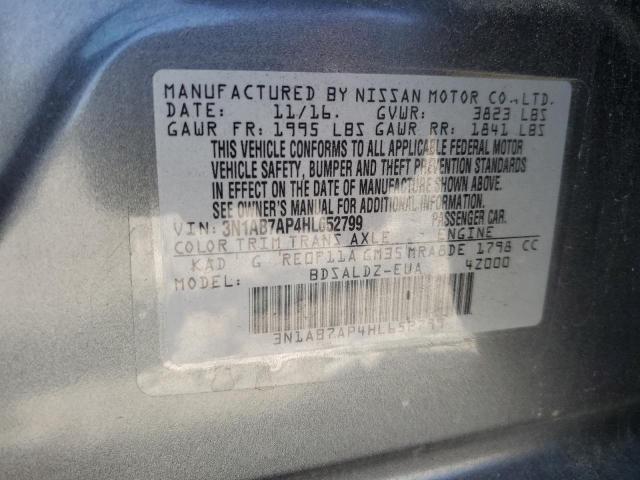 MANUFACTURED BY NISSAN MOTOR CO.,LTD.
DATE: 11/16. GVWR: 3823 LBS
GAWR FR: 1995 LBS GAWR RR: 1841 LBS
THIS VEHICLE CONFORMS TO ALL APPLICABLE FEDERAL MOTOR
VEHICLE SAFETY, BUMPER AND THEFT PREVENTION STANDARDS
IN EFFECT ON THE DATE OF MANUFACTURE SHOWN ABOVE.
SEE OWNER'S MANUAL FOR ADDITIONAL INFORMATION.
VIN: 3N1AB7AP4HL652799 PASSENGER CAR.
COLOR TRIM TRANS AXLE ENGINE
KAD G RE0F11A GM35 MRA8DE 1798 CC
MODEL: BDSALDZ-EUA 42000
3N1AB7AP4HL652799